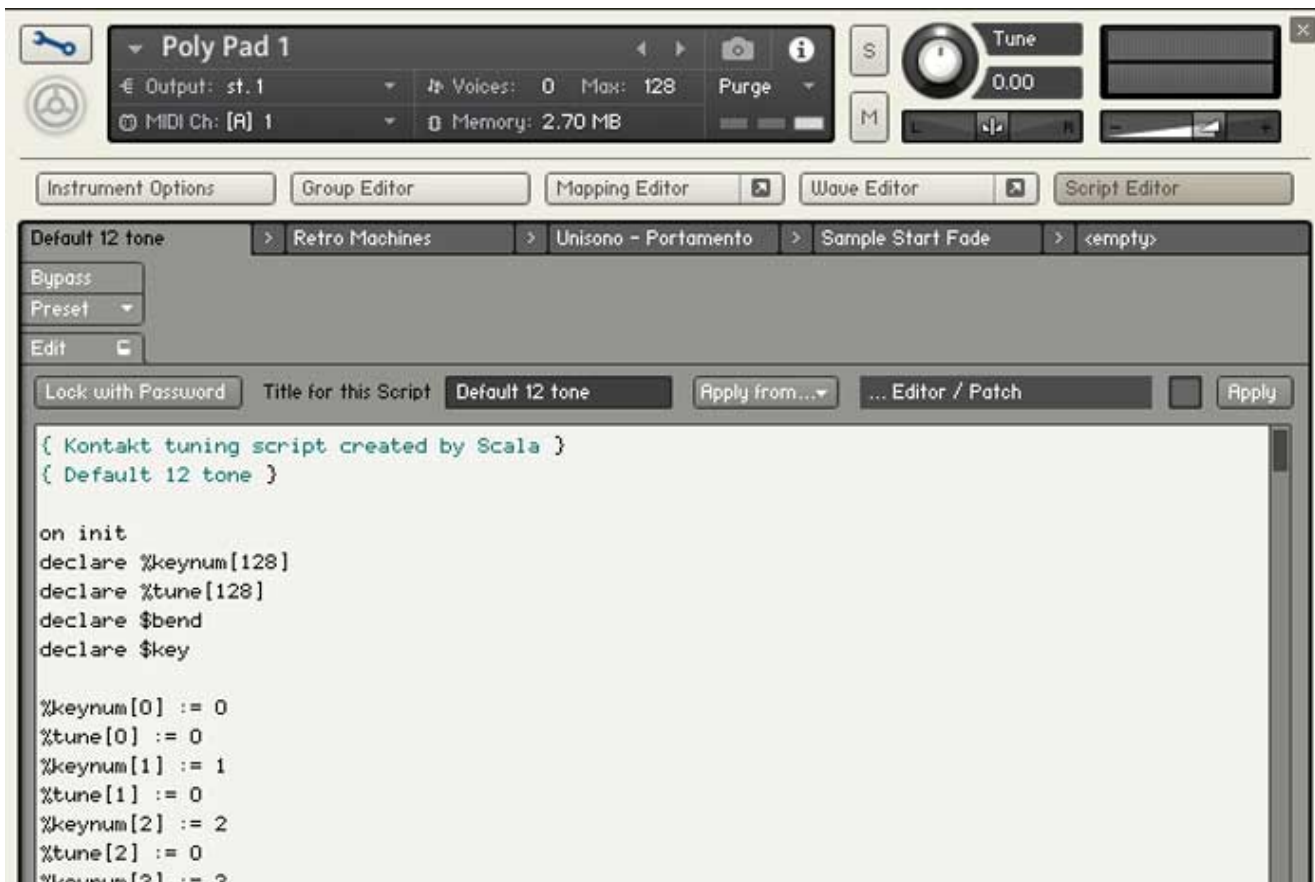 Poly Pad 1
S
Tune
Output: st.1
Voices: 0 Max: 128
Purge
0.00
MIDI Ch: [A] 1
Memory: 2.70 MB
M
L
R
- +
Instrument Options
Group Editor
Mapping Editor
Wave Editor
Script Editor
Default 12 tone > Retro Machines > Unisono - Portamento > Sample Start Fade > <empty>
Bypass
Preset
Edit
Lock with Password
Title for this Script
Default 12 tone
Apply from...
... Editor / Patch
Apply
{ Kontakt tuning script created by Scala }
{ Default 12 tone }
on init
declare %keynum[128]
declare %tune[128]
declare $bend
declare $key
%keynum[0] := 0
%tune[0] := 0
%keynum[1] := 1
%tune[1] := 0
%keynum[2] := 2
%tune[2] := 0
%keynum[3] := 3